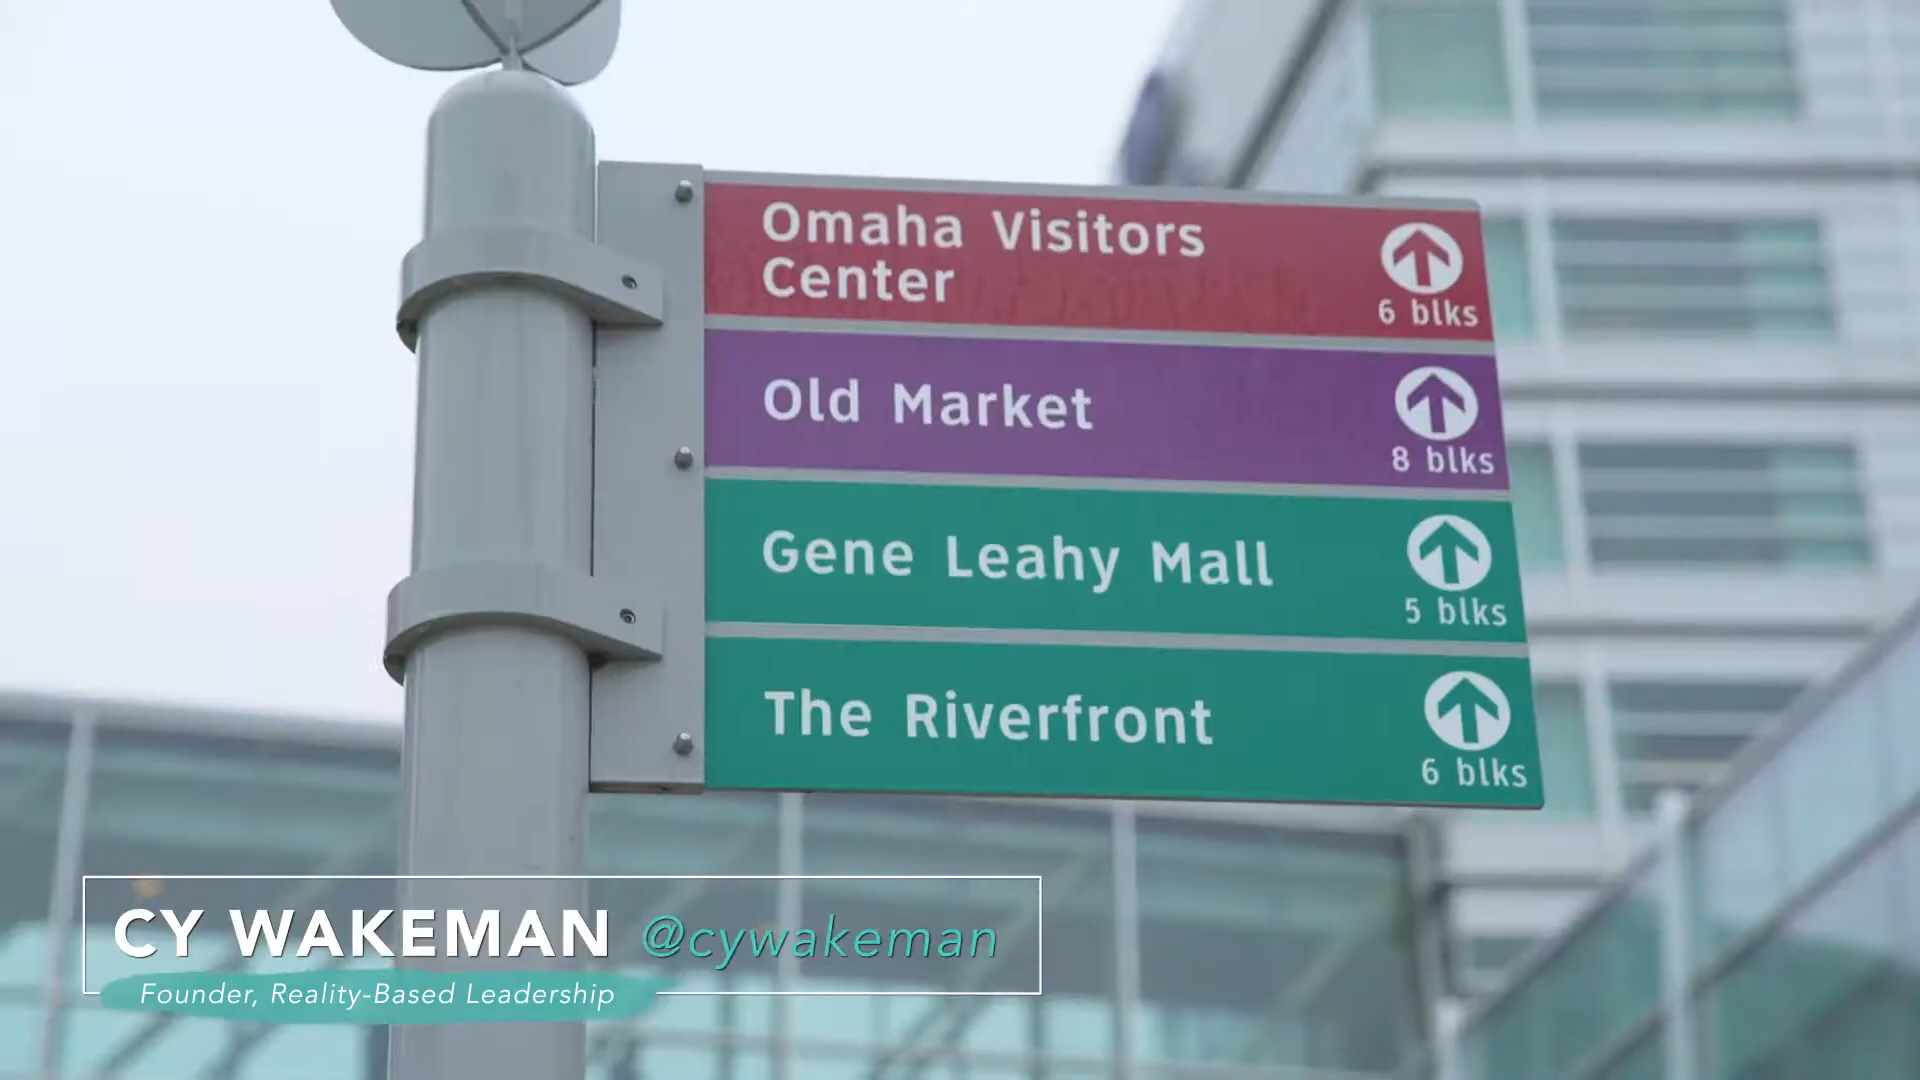 Omaha Visitors
Center
6 blks
Old Market
8 blks
Gene Leahy Mall
5 blks
The Riverfront
6 blks
CY WAKEMAN @cywakeman
Founder, Reality-Based Leadership